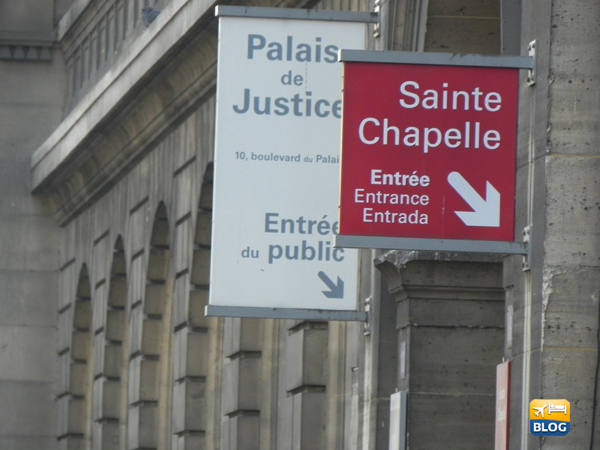 Palais
de
Justice
10, boulevard du Palai
Entrée
du public
Sainte
Chapelle
Entrée
Entrance
Entrada
BLOG